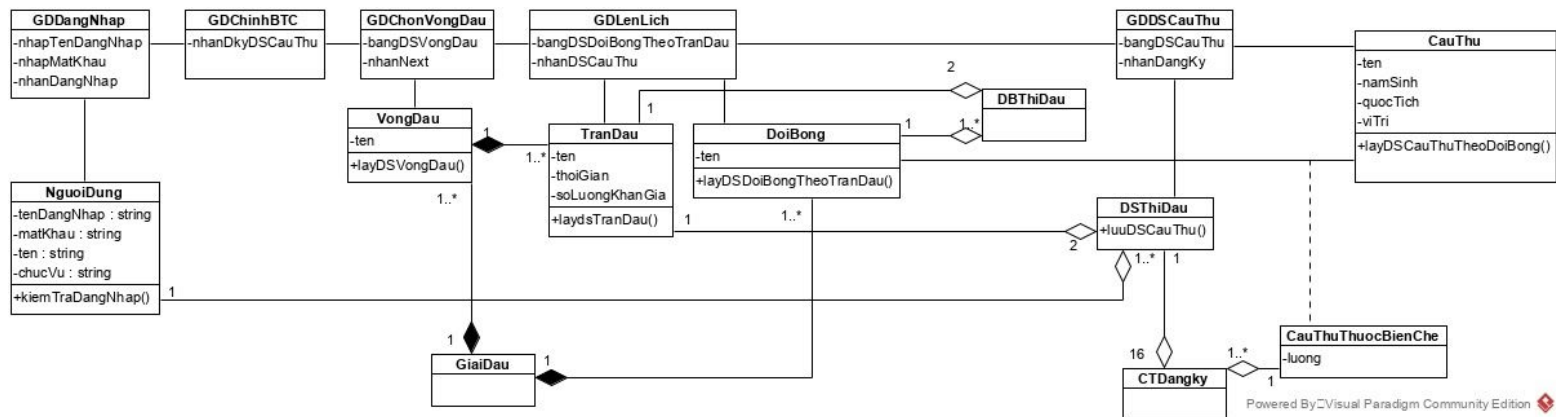 GDDangNhap
-nhapTenDangNhap
-nhapMatKhau
-nhanDangNhap
GDChinhBTC
-nhanDkyDSCauThu
GDChonVongDau
-bangDSVongDau
-nhanNext
GDLenLich
-bangDSDoiBongTheoTranDau
-nhanDSCauThu
GDDSCauThu
-bangDSCauThu
-nhanDangKy
CauThu
-ten
-namSinh
-quocTich
-viTri
+layDSCauThuTheoDoiBong()
2
DBThiDau
1
1
1..*
VongDau
-ten
+layDSVongDau()
1
1..*
TranDau
-ten
-thoiGian
-soLuongKhanGia
+laydsTranDau()
DoiBong
-ten
+layDSDoiBongTheoTranDau()
NguoiDung
-tenDangNhap : string
-matKhau : string
-ten : string
-chucVu : string
+kiemTraDangNhap()
1..*
1..*
1
2
DSThiDau
+luuDSCauThu()
1..*
1
1
1
GiaiDau
1
16
CTDangky
1..*
1
CauThuThuocBienChe
-luong
Powered By Visual Paradigm Community Edition